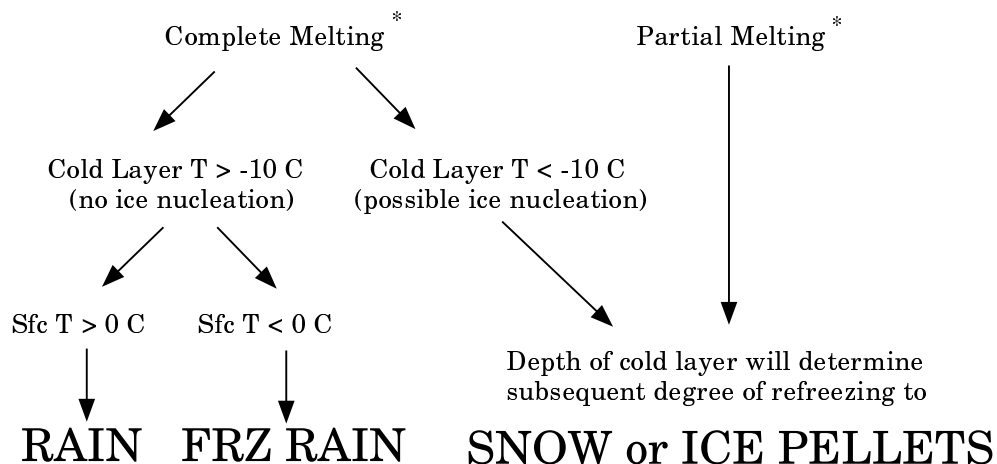 Complete Melting *
Partial Melting *
Cold Layer T > -10 C
(no ice nucleation)
Cold Layer T < -10 C
(possible ice nucleation)
Sfc T > 0 C
Sfc T < 0 C
Depth of cold layer will determine
subsequent degree of refreezing to
RAIN
FRZ RAIN
SNOW or ICE PELLETS